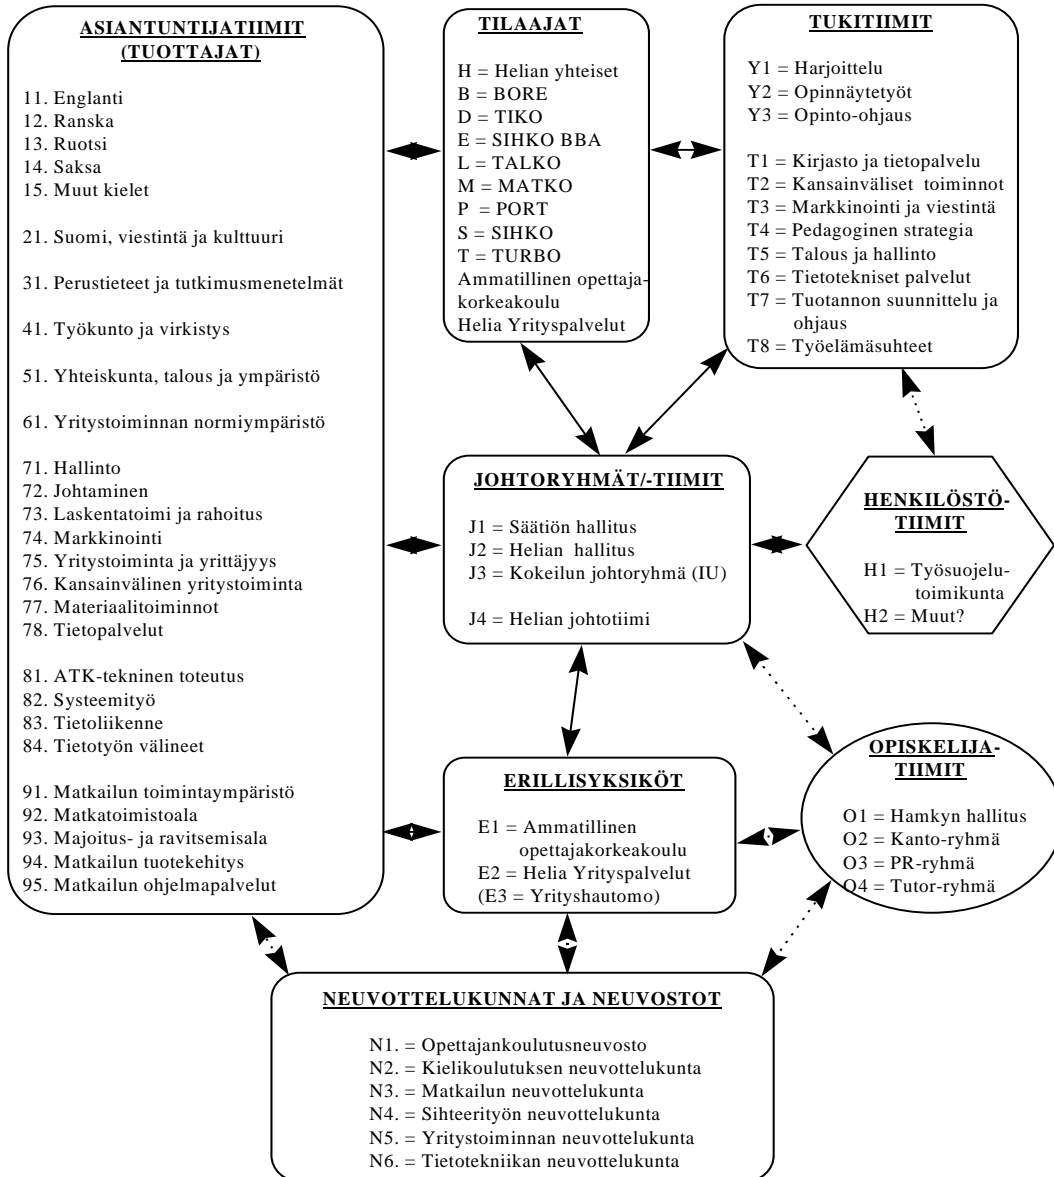 ASIANTUNTIJATIIMIT
(TUOTTAJAT)
11. Englanti
12. Ranska
13. Ruotsi
14. Saksa
15. Muut kielet
21. Suomi, viestintä ja kulttuuri
31. Perustieteet ja tutkimusmenetelmät
41. Työkunto ja virkistys
51. Yhteiskunta, talous ja ympäristö
61. Yritystoiminnan normiympäristö
71. Hallinto
72. Johtaminen
73. Laskentatoimi ja rahoitus
74. Markkinointi
75. Yritystoiminta ja yrittäjyys
76. Kansainvälinen yritystoiminta
77. Materiaalitoiminnot
78. Tietopalvelut
81. ATK-tekninen toteutus
82. Systeemityö
83. Tietoliikenne
84. Tietotyön välineet
91. Matkailun toimintaympäristö
92. Matkatoimistoala
93. Majoitus- ja ravitsemisala
94. Matkailun tuotekehitys
95. Matkailun ohjelmapalvelut
TILAAJAT
H = Helian yhteiset
B = BORE
D = TIKO
E = SIHKO BBA
L = TALKO
M = MATKO
P = PORT
S = SIHKO
T = TURBO
Ammatillinen opettaja-
korkeakoulu
Helia Yrityspalvelut
TUKITIIMIT
Y1 = Harjoittelu
Y2 = Opinnäytetyöt
Y3 = Opinto-ohjaus
T1 = Kirjasto ja tietopalvelu
T2 = Kansainväliset toiminnot
T3 = Markkinointi ja viestintä
T4 = Pedagoginen strategia
T5 = Talous ja hallinto
T6 = Tietotekniset palvelut
T7 = Tuotannon suunnittelu ja
ohjaus
T8 = Työelämäsuhteet
JOHTORYHMÄT/-TIIMIT
J1 = Säätiön hallitus
J2 = Helian hallitus
J3 = Kokeilun johtoryhmä (IU)
J4 = Helian johtotiimi
HENKILÖSTÖ-
TIIMIT
H1 = Työsuojelu-
toimikunta
H2 = Muut?
ERILLISYKSIKÖT
E1 = Ammatillinen
opettajakorkeakoulu
E2 = Helia Yrityspalvelut
(E3 = Yrityshautomo)
OPISKELIJA-
TIIMIT
O1 = Hamkyn hallitus
O2 = Kanto-ryhmä
O3 = PR-ryhmä
O4 = Tutor-ryhmä
NEUVOTTELUKUNNAT JA NEUVOSTOT
N1. = Opettajankoulutusneuvosto
N2. = Kielikoulutuksen neuvottelukunta
N3. = Matkailun neuvottelukunta
N4. = Sihteerityön neuvottelukunta
N5. = Yritystoiminnan neuvottelukunta
N6. = Tietotekniikan neuvottelukunta